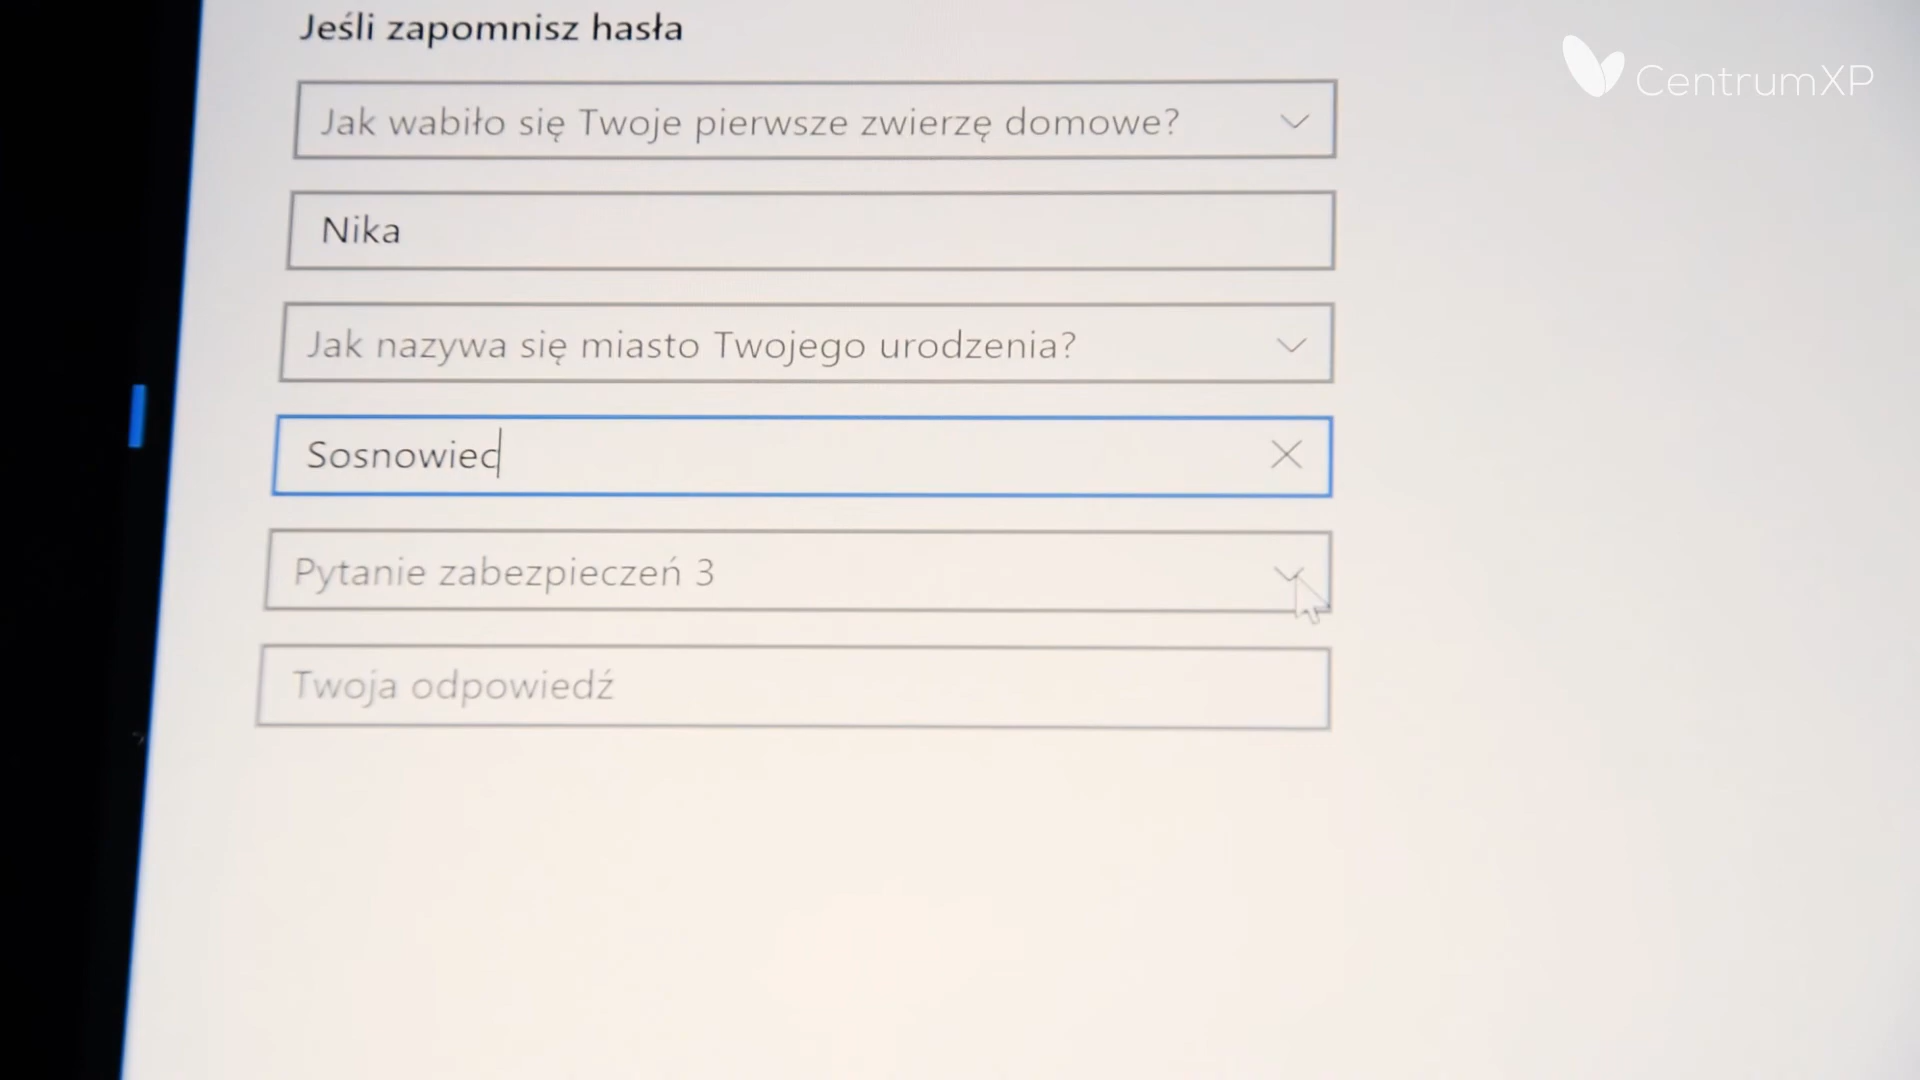 Jeśli zapomnisz hasła
CentrumXP
Jak wabiło się Twoje pierwsze zwierzę domowe?
Nika
Jak nazywa się miasto Twojego urodzenia?
Sosnowiec
Pytanie zabezpieczeń 3
Twoja odpowiedź